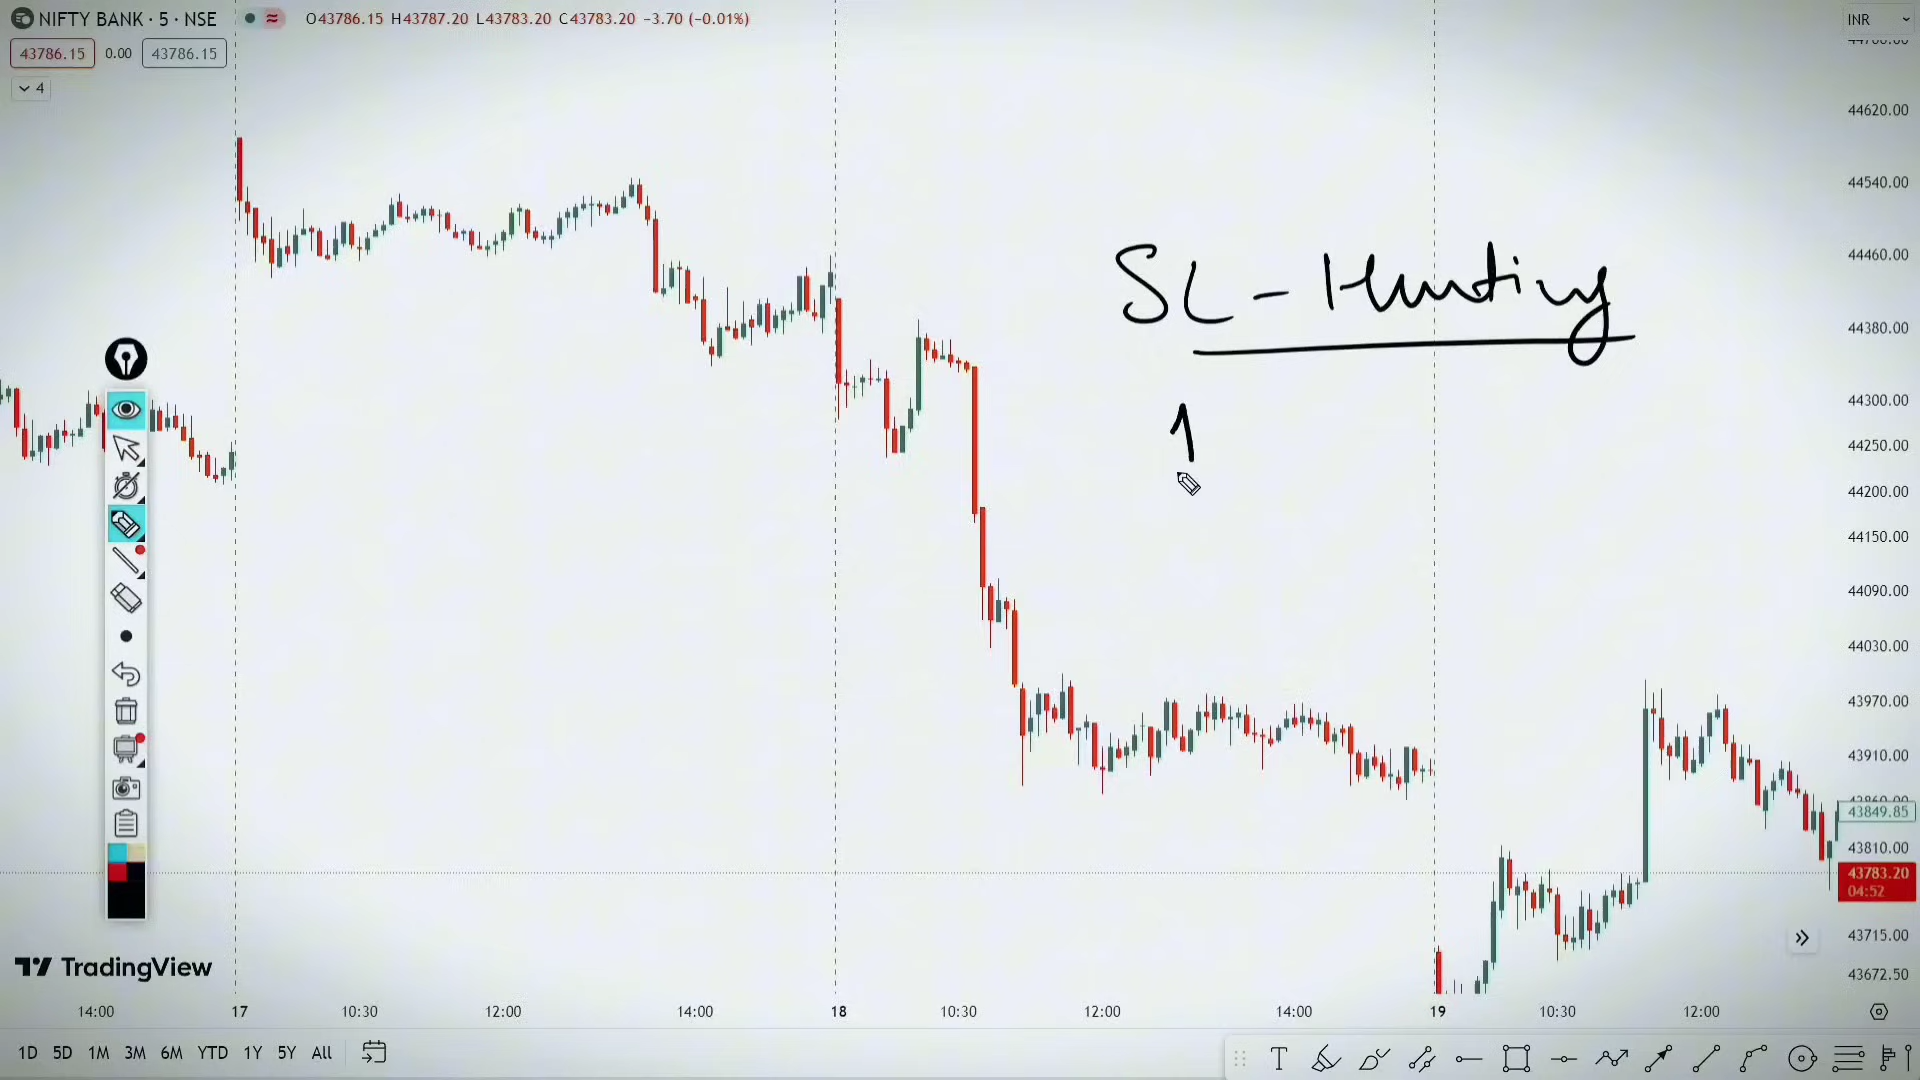 NIFTY BANK · 5 · NSE O43786.15 H43787.20 L43783.20 C43783.20 −3.70 (−0.01%)
INR
43786.15 0.00 43786.15
4
44620.00
44540.00
44460.00
SL - Hunting
44380.00
44300.00
1
44250.00
44200.00
44150.00
44090.00
44030.00
43970.00
43910.00
43849.85
43810.00
43783.20
04:52
43715.00
43672.50
TradingView
14:00 17 10:30 12:00 14:00 18 10:30 12:00 14:00 19 10:30 12:00
1D 5D 1M 3M 6M YTD 1Y 5Y All